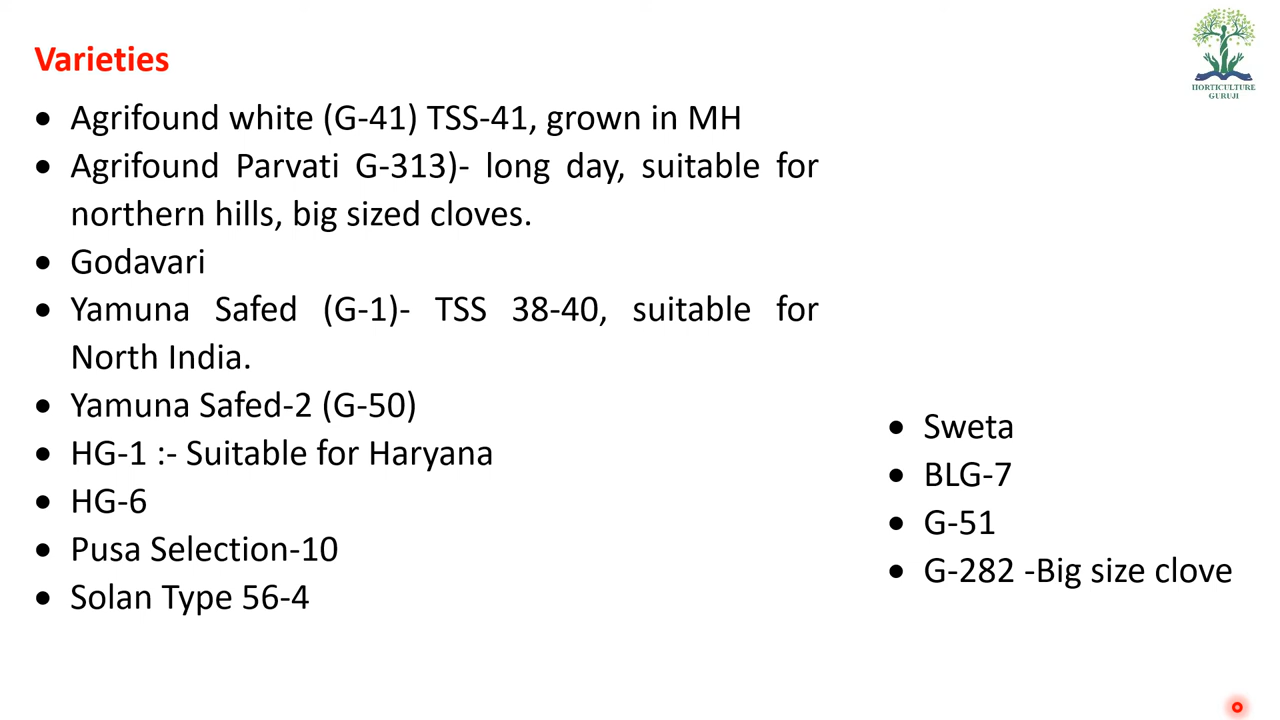 HORTICULTURE
GURUJI
Varieties
• Agrifound white (G-41) TSS-41, grown in MH
• Agrifound Parvati G-313)- long day, suitable for
northern hills, big sized cloves.
• Godavari
• Yamuna Safed (G-1)- TSS 38-40, suitable for
North India.
• Yamuna Safed-2 (G-50)
• HG-1 :- Suitable for Haryana
• HG-6
• Pusa Selection-10
• Solan Type 56-4
• Sweta
• BLG-7
• G-51
• G-282 -Big size clove